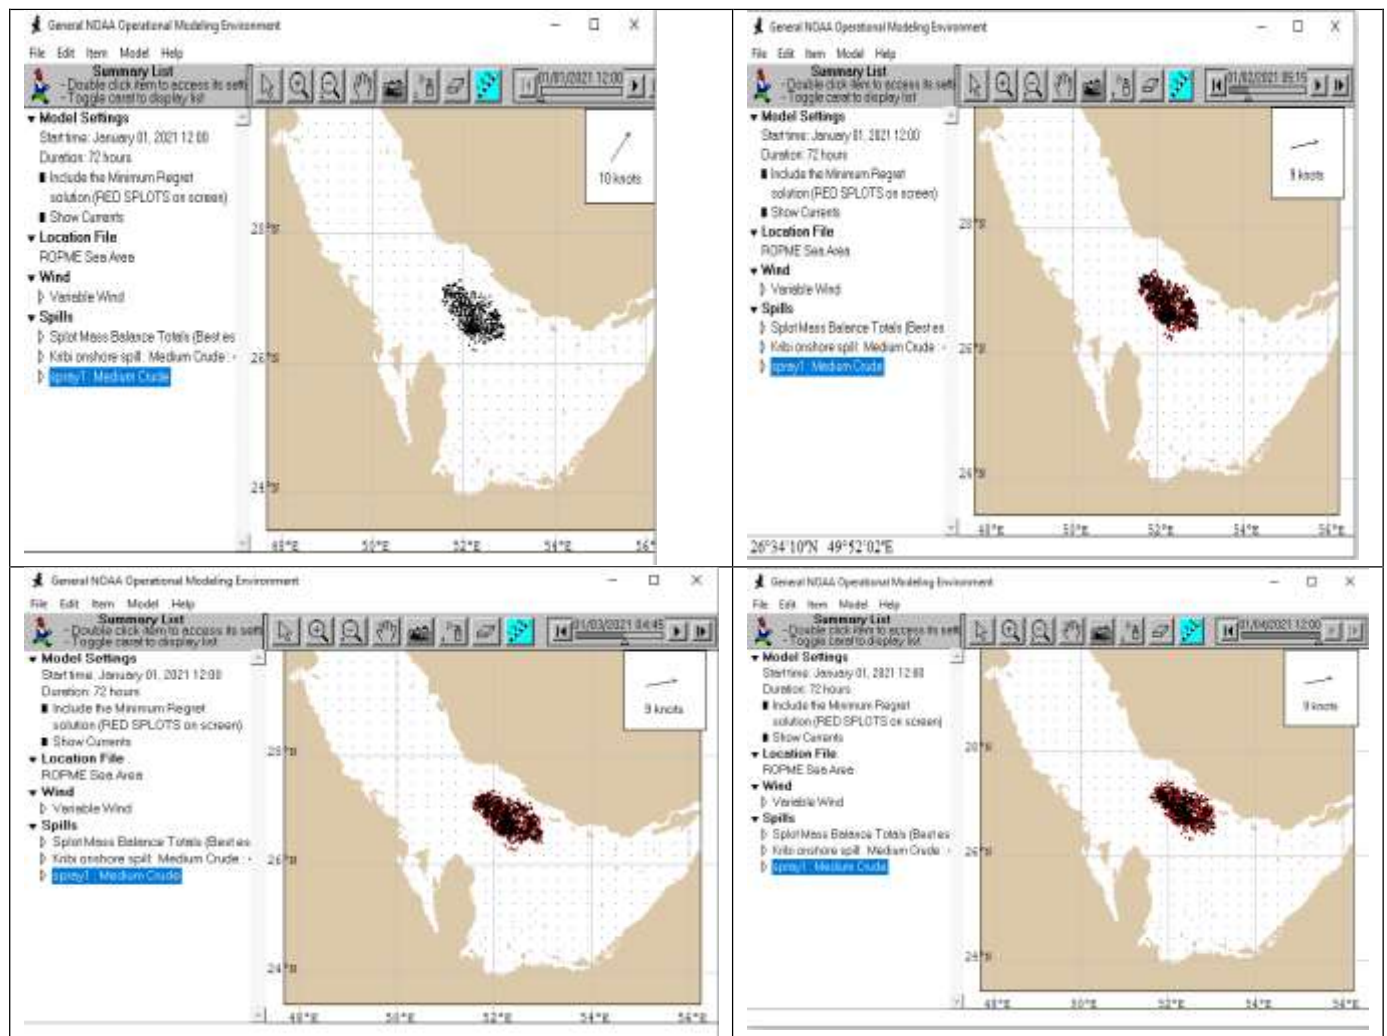 General NOAA Operational Modeling Environment
File Edit Item Model Help
Summary List
- Double click item to access its sett
- Toggle caret to display list
01/01/2021 12:00
Model Settings
Start time: January 01, 2021 12:00
Duration: 72 hours
Include the Minimum Regret
solution (RED SPLOTS on screen)
Show Currents
Location File
ROPME Sea Area
Wind
Variable Wind
Spills
Splot Mass Balance Totals (Best es
Kribi onshore spill: Medium Crude :
spray1 : Medium Crude
10 knots
28°N
26°N
24°N
48°E 50°E 52°E 54°E 56°
General NOAA Operational Modeling Environment
File Edit Item Model Help
Summary List
- Double click item to access its sett
- Toggle caret to display list
01/02/2021 05:15
Model Settings
Start time: January 01, 2021 12:00
Duration: 72 hours
Include the Minimum Regret
solution (RED SPLOTS on screen)
Show Currents
Location File
ROPME Sea Area
Wind
Variable Wind
Spills
Splot Mass Balance Totals (Best es
Kribi onshore spill: Medium Crude :
spray1 : Medium Crude
9 knots
28°N
26°N
24°N
48°E 50°E 52°E 54°E 56°E
26°34'10"N 49°52'02"E
General NOAA Operational Modeling Environment
File Edit Item Model Help
Summary List
- Double click item to access its sett
- Toggle caret to display list
01/03/2021 04:45
Model Settings
Start time: January 01, 2021 12:00
Duration: 72 hours
Include the Minimum Regret
solution (RED SPLOTS on screen)
Show Currents
Location File
ROPME Sea Area
Wind
Variable Wind
Spills
Splot Mass Balance Totals (Best es
Kribi onshore spill: Medium Crude :
spray1 : Medium Crude
9 knots
28°N
26°N
24°N
48°E 50°E 52°E 54°E 56°E
General NOAA Operational Modeling Environment
File Edit Item Model Help
Summary List
- Double click item to access its sett
- Toggle caret to display list
01/04/2021 12:00
Model Settings
Start time: January 01, 2021 12:00
Duration: 72 hours
Include the Minimum Regret
solution (RED SPLOTS on screen)
Show Currents
Location File
ROPME Sea Area
Wind
Variable Wind
Spills
Splot Mass Balance Totals (Best es
Kribi onshore spill: Medium Crude :
spray1 : Medium Crude
9 knots
28°N
26°N
24°N
48°E 50°E 52°E 54°E 56°E